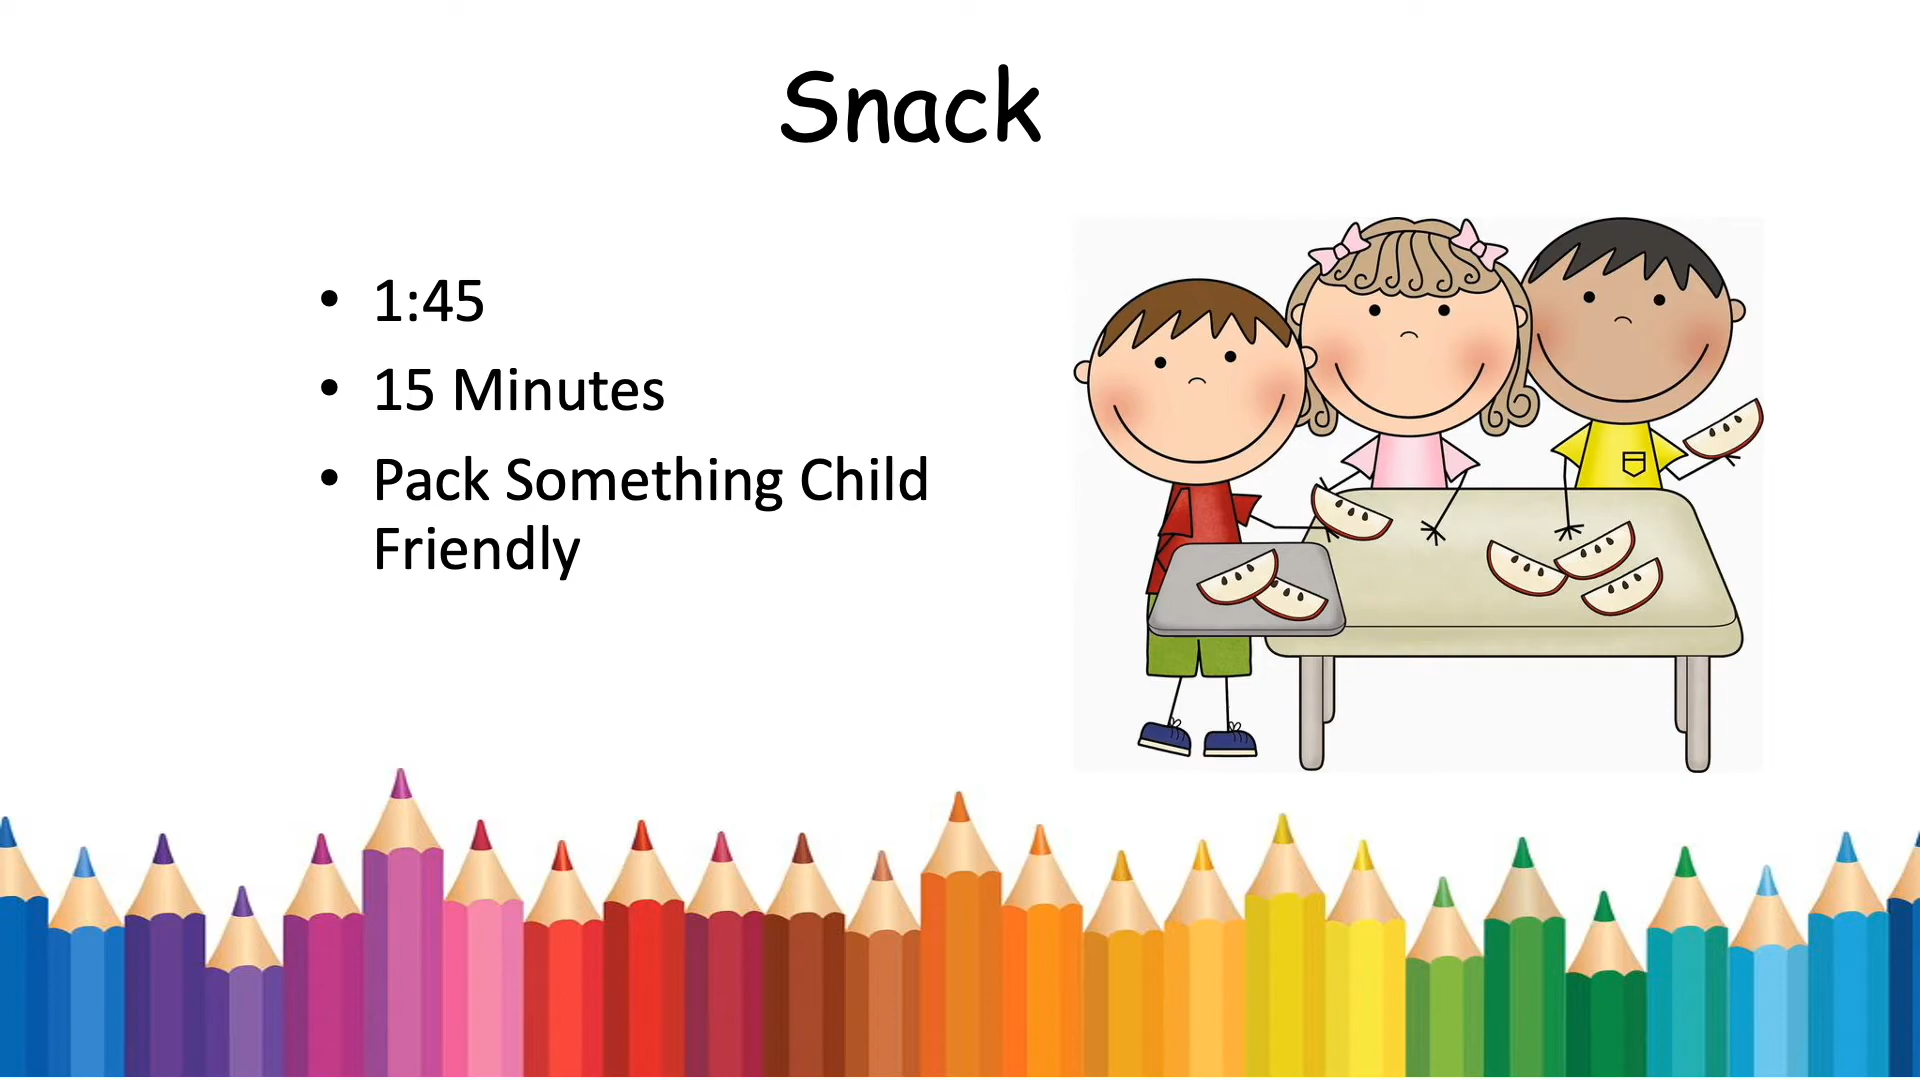 Snack
• 1:45
• 15 Minutes
• Pack Something Child
Friendly